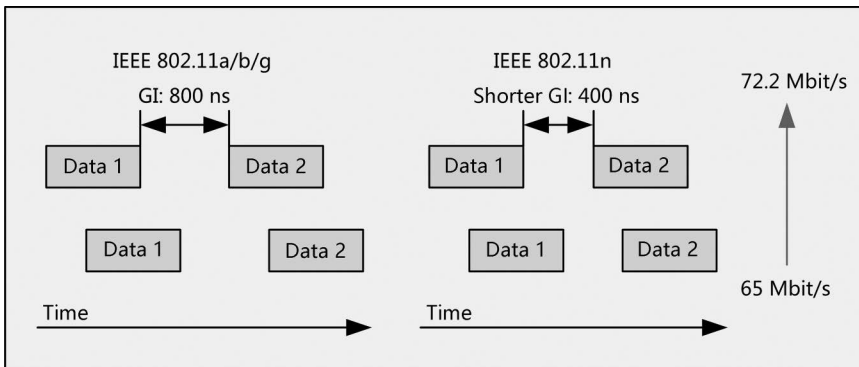 IEEE 802.11a/b/g
GI: 800 ns
Data 1
Data 2
Data 1
Data 2
Time
IEEE 802.11n
Shorter GI: 400 ns
Data 1
Data 2
Data 1
Data 2
Time
72.2 Mbit/s
65 Mbit/s